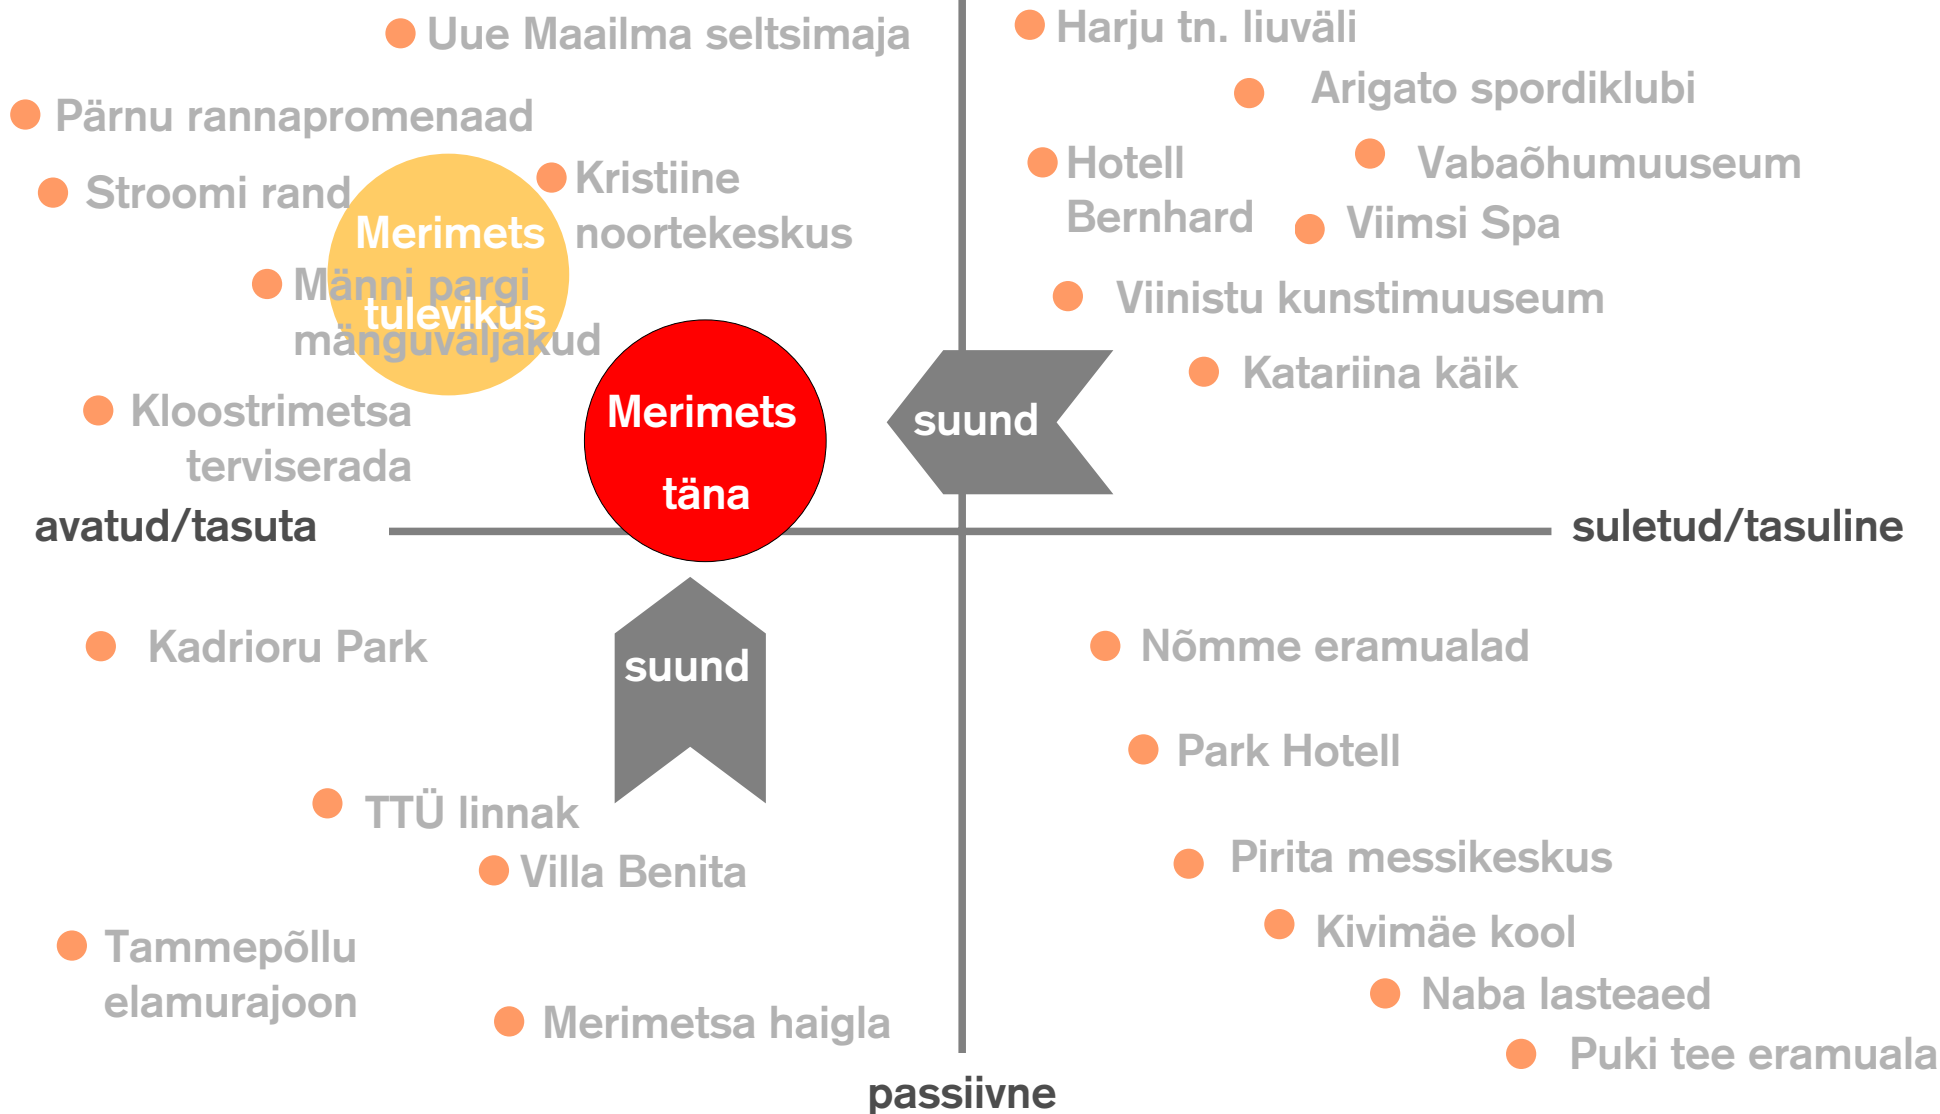 Uue Maailma seltsimaja
Harju tn. liuväli
Arigato spordiklubi
Pärnu rannapromenaad
Hotell
Bernhard
Vabaõhumuuseum
Stroomi rand
Kristiine
noortekeskus
Viimsi Spa
Merimets
tulevikus
Männi pargi
mänguväljakud
Viinistu kunstimuuseum
Katariina käik
Kloostrimetsa
terviserada
Merimets
täna
suund
avatud/tasuta
suletud/tasuline
Kadrioru Park
suund
Nõmme eramualad
Park Hotell
TTÜ linnak
Villa Benita
Pirita messikeskus
Kivimäe kool
Tammepõllu
elamurajoon
Naba lasteaed
Merimetsa haigla
Puki tee eramuala
passiivne